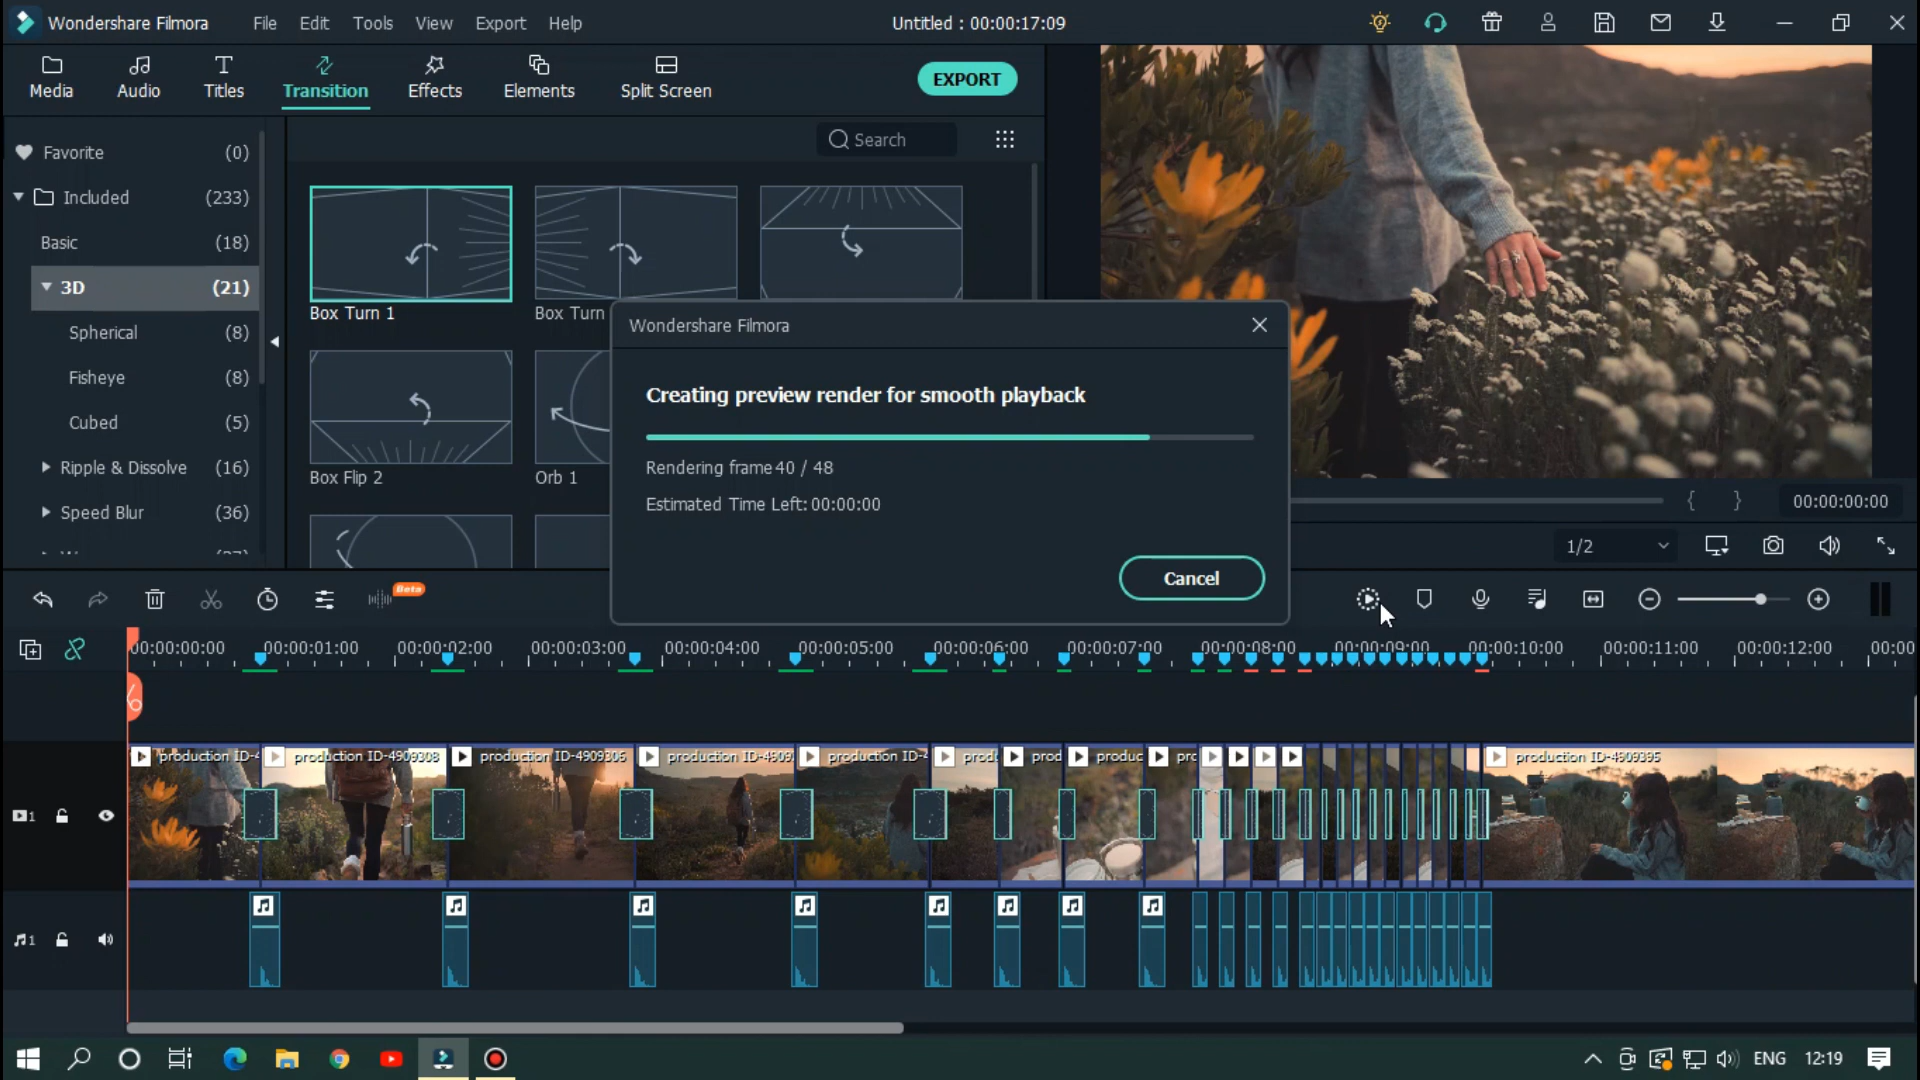 Wondershare Filmora
File
Edit
Tools
View
Export
Help
Untitled : 00:00:17:09
Media
Audio
Titles
Transition
Effects
Elements
Split Screen
EXPORT
Search
Favorite (0)
Included (233)
Basic (18)
3D (21)
Spherical (8)
Fisheye (8)
Cubed (5)
Ripple & Dissolve (16)
Speed Blur (36)
Box Turn 1
Box Turn
Box Flip 2
Orb 1
Wondershare Filmora
Creating preview render for smooth playback
Rendering frame 40 / 48
Estimated Time Left: 00:00:00
Cancel
{ }
00:00:00:00
1/2
Beta
00:00:00:00
00:00:01:00
00:00:02:00
00:00:03:00
00:00:04:00
00:00:05:00
00:00:06:00
00:00:07:00
00:00:08:00
00:00:09:00
00:00:10:00
00:00:11:00
00:00:12:00
00:00
1
production ID-4
production ID-4909308
production ID-4909306
production ID-4909
production ID-4
prod
prod
produc
prc
production ID-4909395
1
ENG
12:19